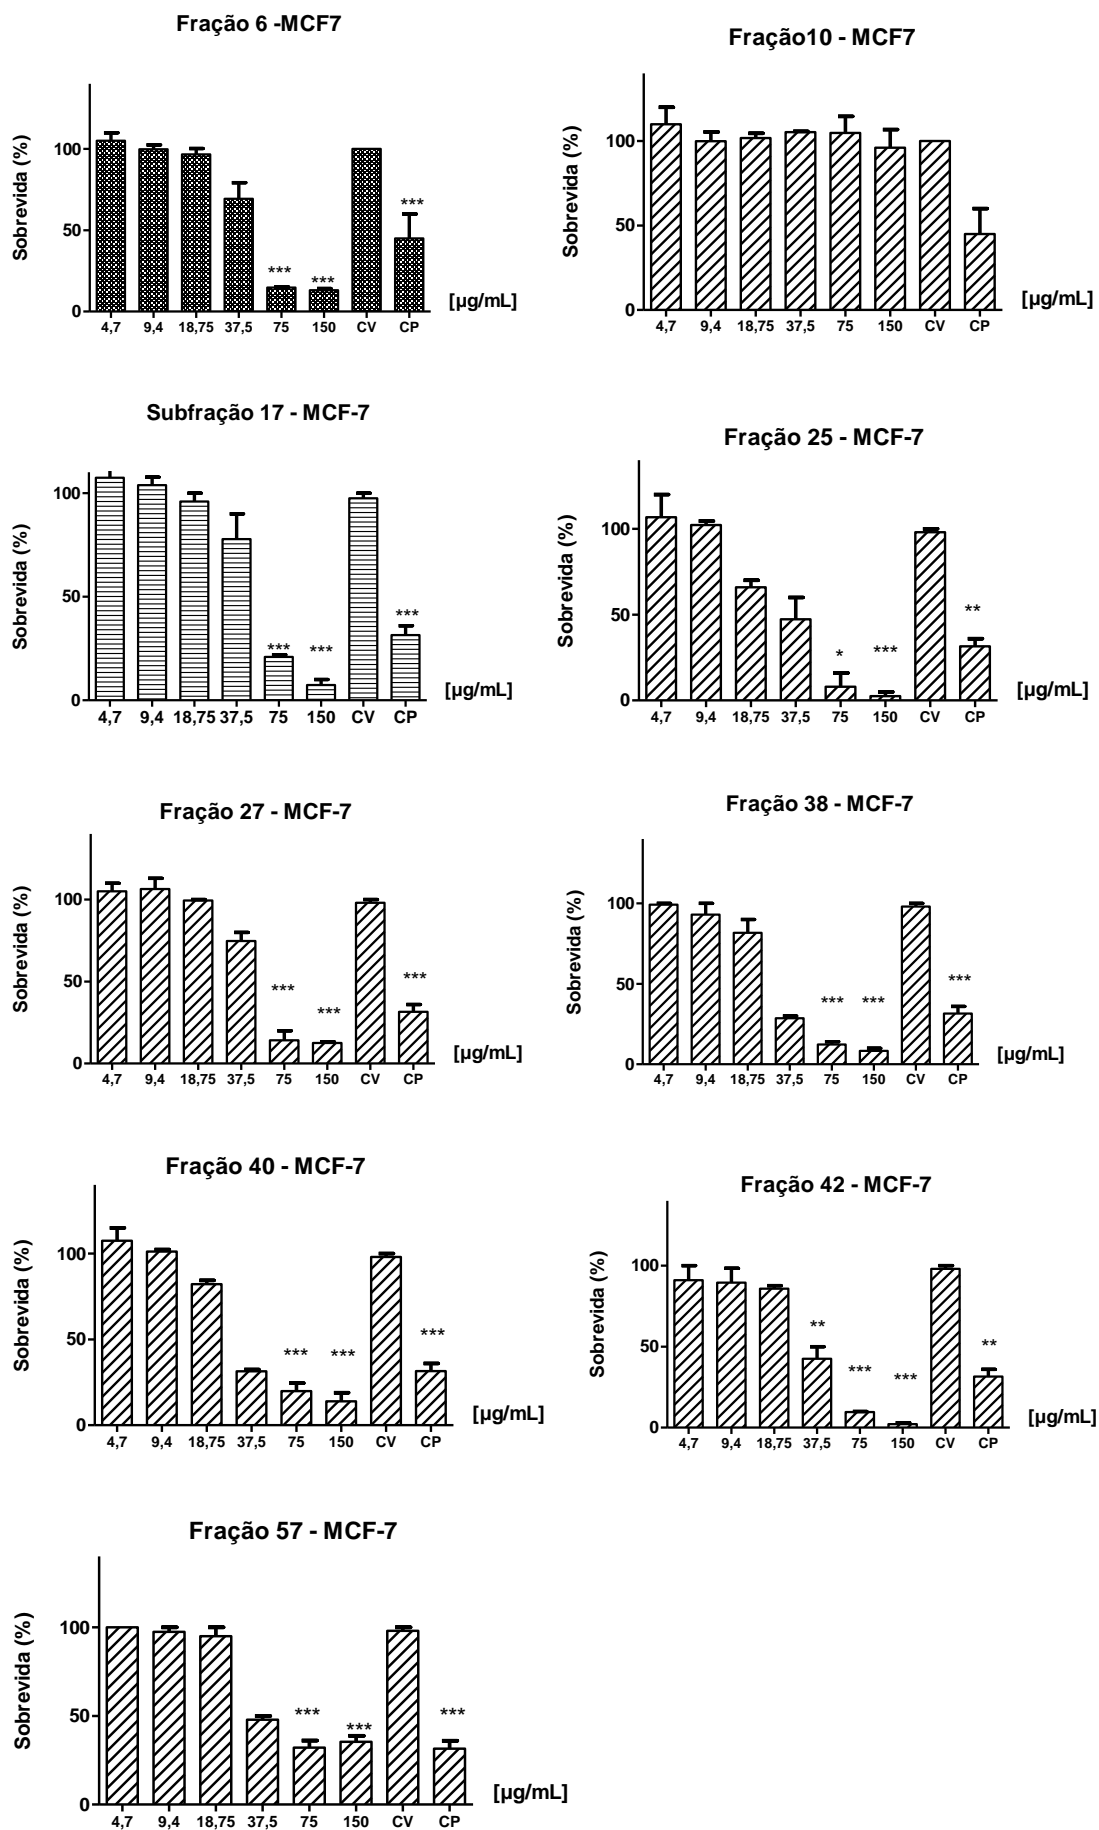 Fração 6 -MCF7
Sobrevida (%)
100
50
0
*** *** ***
4,7 9,4 18,75 37,5 75 150 CV CP
[µg/mL]
Fração10 - MCF7
Sobrevida (%)
100
50
0
4,7 9,4 18,75 37,5 75 150 CV CP
[µg/mL]
Subfração 17 - MCF-7
Sobrevida (%)
100
50
0
*** *** ***
4,7 9,4 18,75 37,5 75 150 CV CP
[µg/mL]
Fração 25 - MCF-7
Sobrevida (%)
100
50
0
* *** **
4,7 9,4 18,75 37,5 75 150 CV CP
[µg/mL]
Fração 27 - MCF-7
Sobrevida (%)
100
50
0
*** *** ***
4,7 9,4 18,75 37,5 75 150 CV CP
[µg/mL]
Fração 38 - MCF-7
Sobrevida (%)
100
50
0
*** *** ***
4,7 9,4 18,75 37,5 75 150 CV CP
[µg/mL]
Fração 40 - MCF-7
Sobrevida (%)
100
50
0
*** *** ***
4,7 9,4 18,75 37,5 75 150 CV CP
[µg/mL]
Fração 42 - MCF-7
Sobrevida (%)
100
50
0
** *** *** **
4,7 9,4 18,75 37,5 75 150 CV CP
[µg/mL]
Fração 57 - MCF-7
Sobrevida (%)
100
50
0
*** *** ***
4,7 9,4 18,75 37,5 75 150 CV CP
[µg/mL]